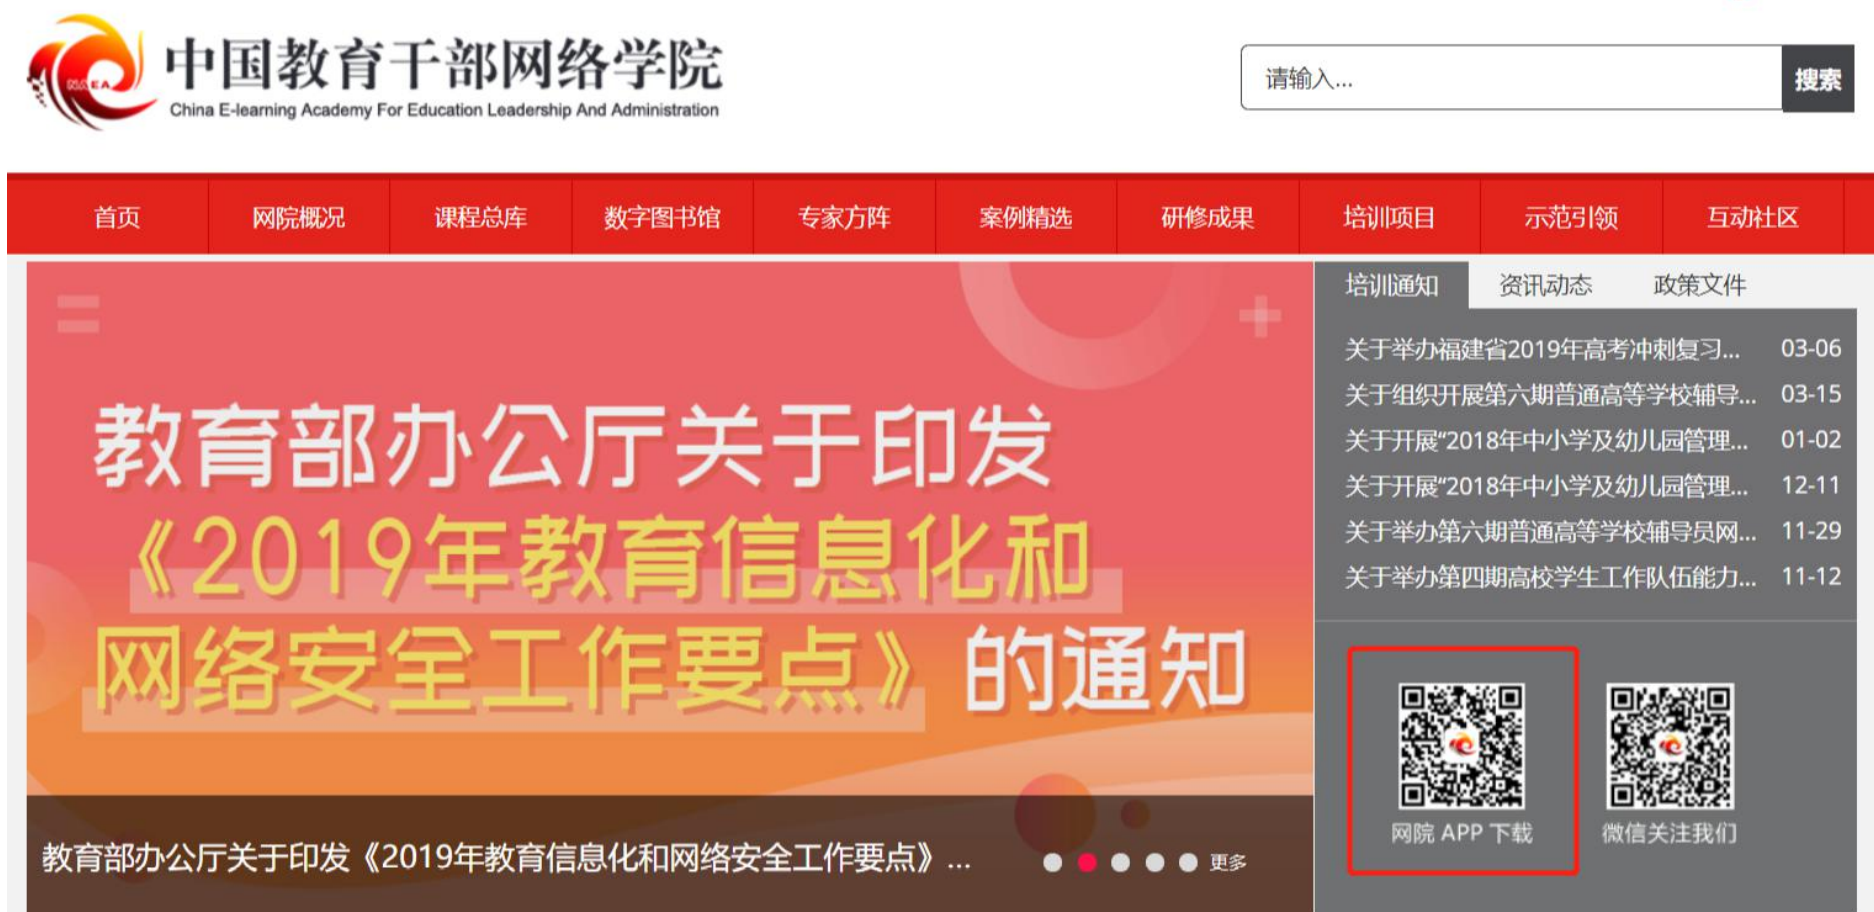 中国教育干部网络学院
China E-learning Academy For Education Leadership And Administration
请输入...
搜索
首页 网院概况 课程总库 数字图书馆 专家方阵 案例精选 研修成果 培训项目 示范引领 互动社区
教育部办公厅关于印发
《2019年教育信息化和
网络安全工作要点》的通知
教育部办公厅关于印发《2019年教育信息化和网络安全工作要点》...
更多
培训通知 资讯动态 政策文件
关于举办福建省2019年高考冲刺复习... 03-06
关于组织开展第六期普通高等学校辅导... 03-15
关于开展“2018年中小学及幼儿园管理... 01-02
关于开展“2018年中小学及幼儿园管理... 12-11
关于举办第六期普通高等学校辅导员网... 11-29
关于举办第四期高校学生工作队伍能力... 11-12
网院 APP 下载
微信关注我们